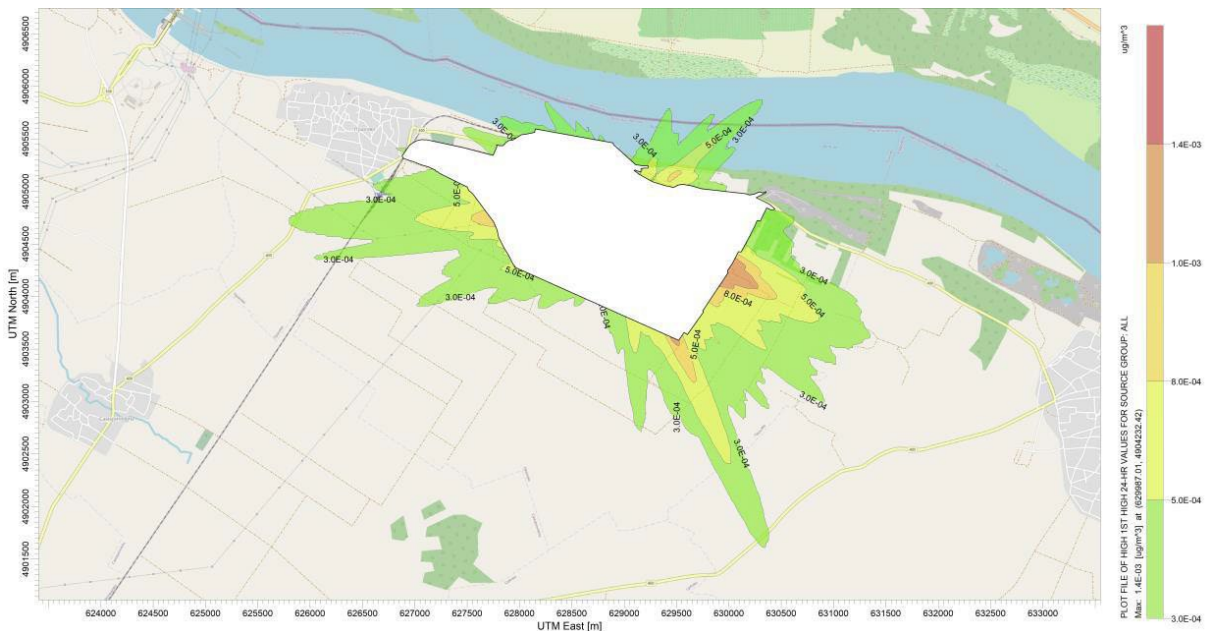 4906500
4906000
4905500
4905000
4904500
4904000
4903500
4903000
4902500
4902000
4901500
UTM North [m]
624000 624500 625000 625500 626000 626500 627000 627500 628000 628500 629000 629500 630000 630500 631000 631500 632000 632500 633000
UTM East [m]
3.0E-04
3.0E-04
5.0E-04
3.0E-04
3.0E-04
3.0E-04
5.0E-04
3.0E-04
3.0E-04
5.0E-04
8.0E-04
5.0E-04
3.0E-04
3.0E-04
3.0E-04
ug/m^3
1.4E-03
1.0E-03
8.0E-04
5.0E-04
3.0E-04
PLOT FILE OF HIGH 1ST HIGH 24-HR VALUES FOR SOURCE GROUP: ALL
Max: 1.4E-03 [ug/m^3] at (629987.01, 4904232.42)